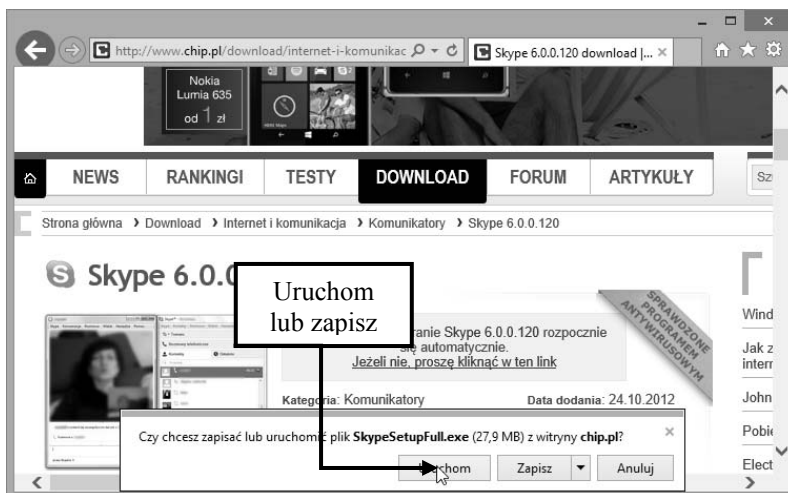 http://www.chip.pl/download/internet-i-komunikac
Skype 6.0.0.120 download |...
Nokia
Lumia 635
od 1 zł
NEWS RANKINGI TESTY DOWNLOAD FORUM ARTYKUŁY
Strona główna > Download > Internet i komunikacja > Komunikatory > Skype 6.0.0.120
Skype 6.0.
Uruchom
lub zapisz
SPRAWDZONE
PROGRAMEM
ANTYWIRUSOWYM
ranie Skype 6.0.0.120 rozpocznie
się automatycznie.
Jeżeli nie, proszę kliknąć w ten link
Kategoria: Komunikatory Data dodania: 24.10.2012
Wind
Jak z
intern
John
Pobie
Elect
Czy chcesz zapisać lub uruchomić plik SkypeSetupFull.exe (27,9 MB) z witryny chip.pl?
Uruchom Zapisz Anuluj